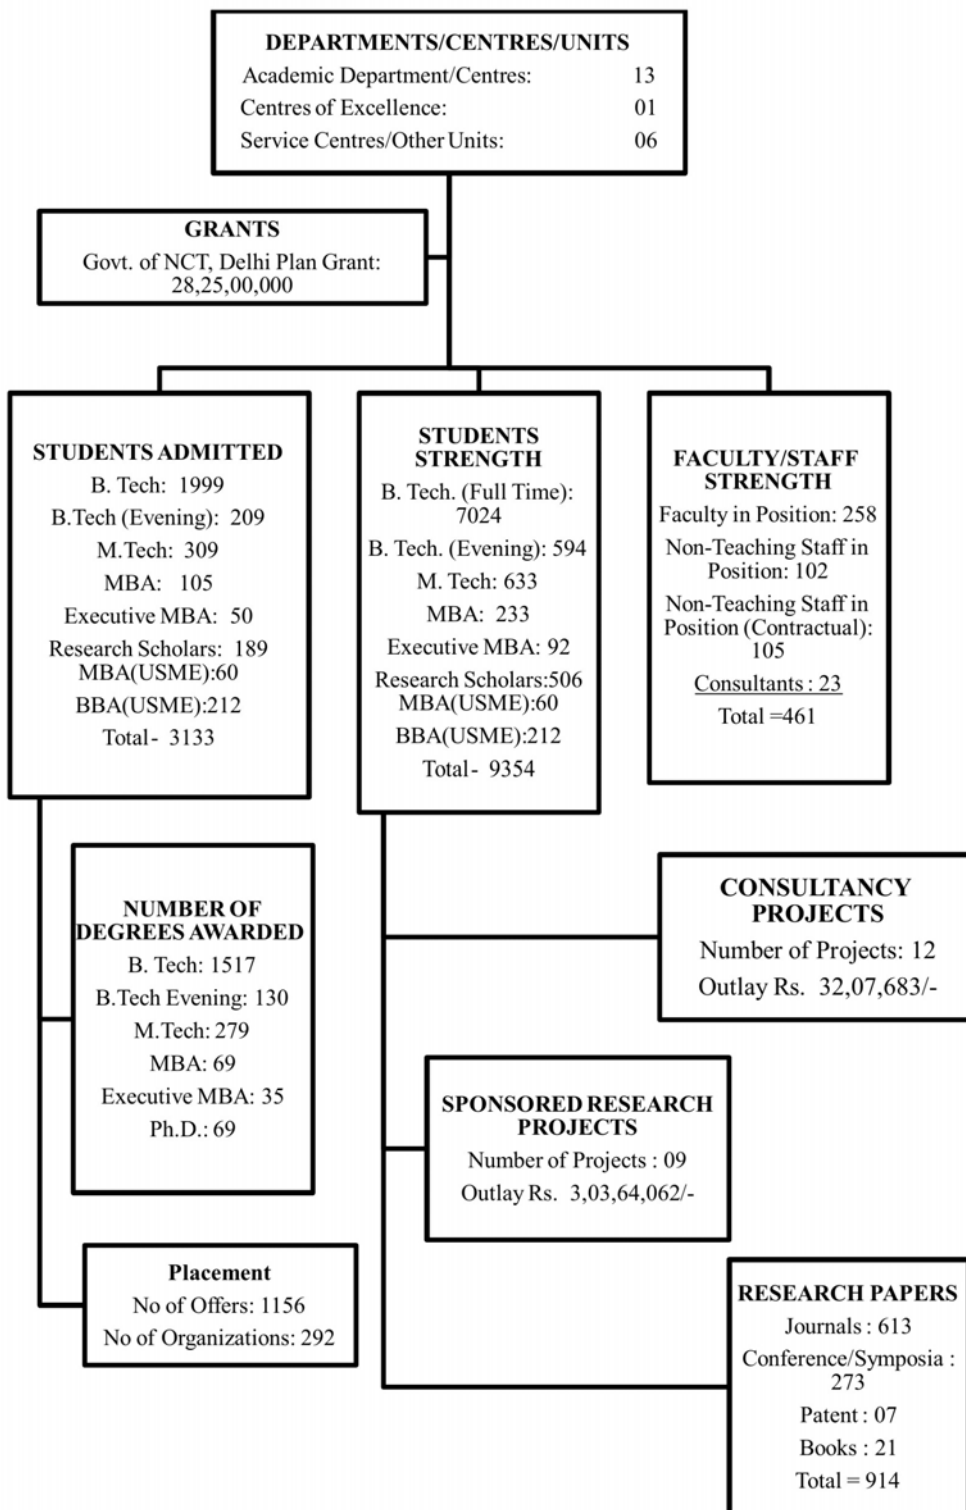 DEPARTMENTS/CENTRES/UNITS
Academic Department/Centres: 13
Centres of Excellence: 01
Service Centres/Other Units: 06
GRANTS
Govt. of NCT, Delhi Plan Grant:
28,25,00,000
STUDENTS ADMITTED
B. Tech: 1999
B.Tech (Evening): 209
M.Tech: 309
MBA: 105
Executive MBA: 50
Research Scholars: 189
MBA(USME):60
BBA(USME):212
Total- 3133
STUDENTS
STRENGTH
B. Tech. (Full Time):
7024
B. Tech. (Evening): 594
M. Tech: 633
MBA: 233
Executive MBA: 92
Research Scholars:506
MBA(USME):60
BBA(USME):212
Total- 9354
FACULTY/STAFF
STRENGTH
Faculty in Position: 258
Non-Teaching Staff in
Position: 102
Non-Teaching Staff in
Position (Contractual):
105
Consultants : 23
Total =461
NUMBER OF
DEGREES AWARDED
B. Tech: 1517
B.Tech Evening: 130
M.Tech: 279
MBA: 69
Executive MBA: 35
Ph.D.: 69
CONSULTANCY
PROJECTS
Number of Projects: 12
Outlay Rs. 32,07,683/-
SPONSORED RESEARCH
PROJECTS
Number of Projects : 09
Outlay Rs. 3,03,64,062/-
Placement
No of Offers: 1156
No of Organizations: 292
RESEARCH PAPERS
Journals : 613
Conference/Symposia :
273
Patent : 07
Books : 21
Total = 914